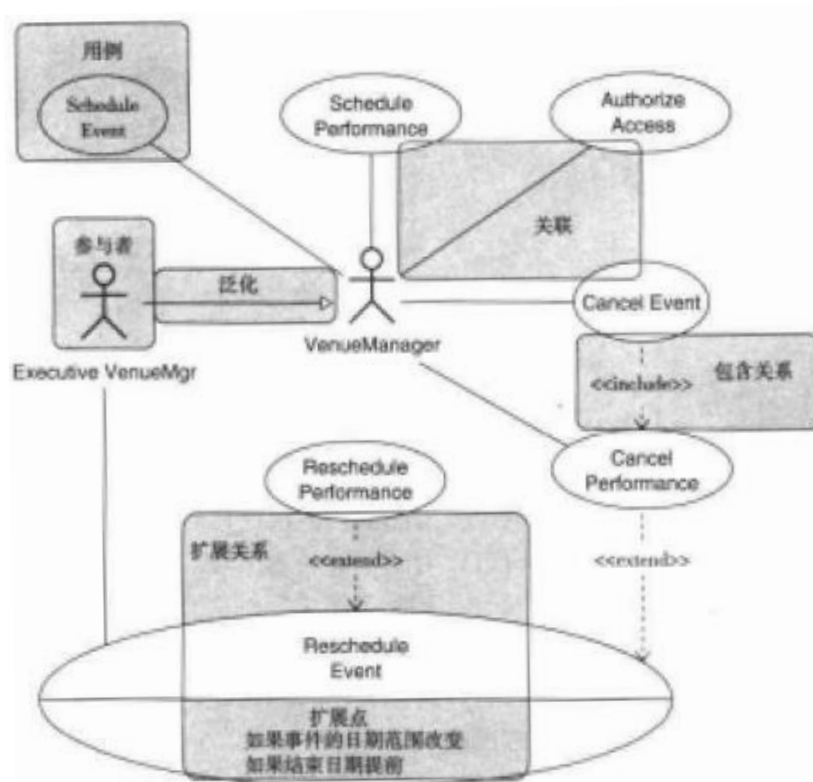 用例
Schedule
Event
Schedule
Performance
Authorize
Access
关联
参与者
泛化
VenueManager
Executive VenueMgr
Cancel Event
<<include>>
包含关系
Cancel
Performance
Reschedule
Performance
扩展关系
<<extend>>
<<extend>>
Reschedule
Event
扩展点
如果事件的日期范围改变
如果结束日期提前